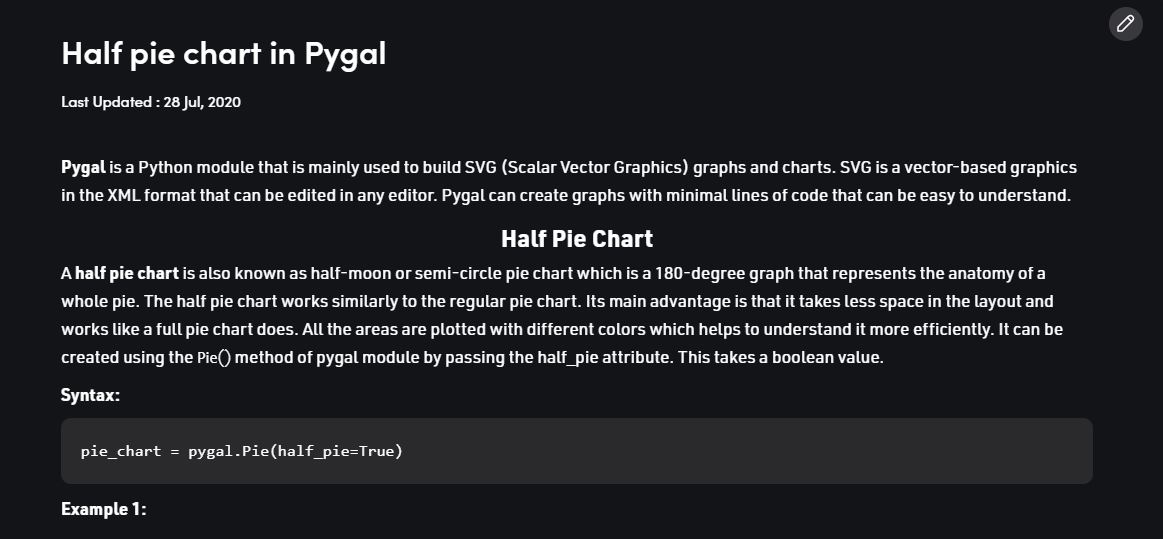 Half pie chart in Pygal
Last Updated : 28 Jul, 2020
Pygal is a Python module that is mainly used to build SVG (Scalar Vector Graphics) graphs and charts. SVG is a vector-based graphics
in the XML format that can be edited in any editor. Pygal can create graphs with minimal lines of code that can be easy to understand.
Half Pie Chart
A half pie chart is also known as half-moon or semi-circle pie chart which is a 180-degree graph that represents the anatomy of a
whole pie. The half pie chart works similarly to the regular pie chart. Its main advantage is that it takes less space in the layout and
works like a full pie chart does. All the areas are plotted with different colors which helps to understand it more efficiently. It can be
created using the Pie() method of pygal module by passing the half_pie attribute. This takes a boolean value.
Syntax:
pie_chart = pygal.Pie(half_pie=True)
Example 1: